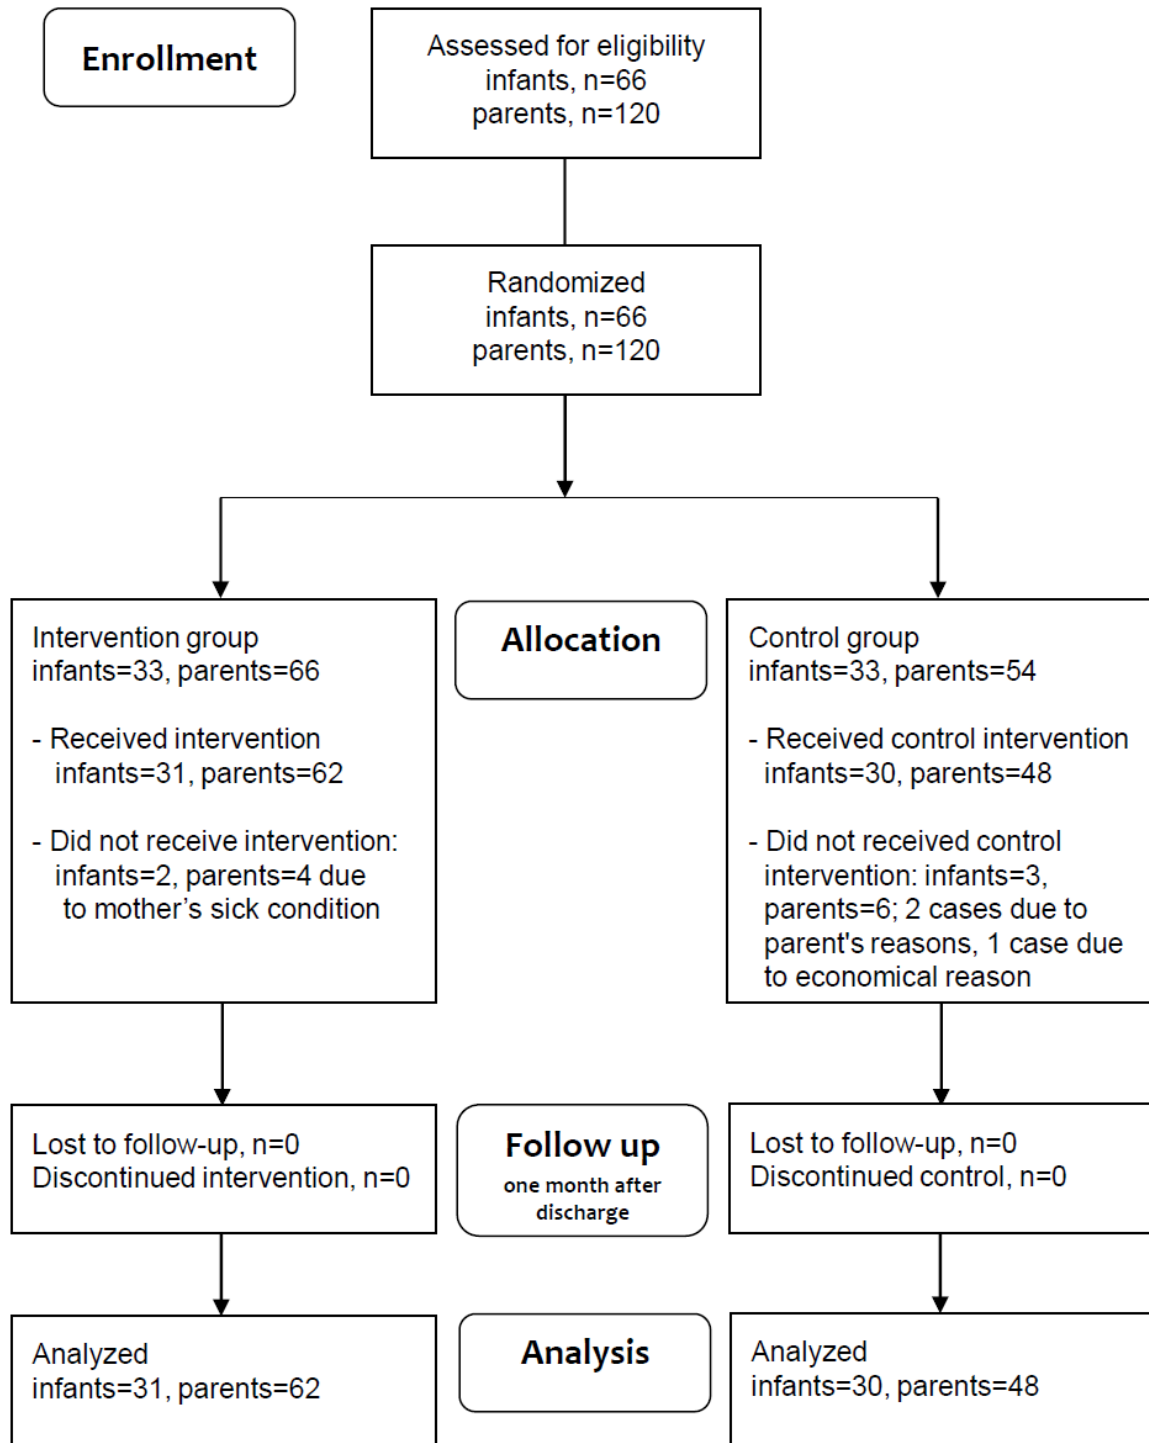 Enrollment
Assessed for eligibility
infants, n=66
parents, n=120
Randomized
infants, n=66
parents, n=120
Intervention group
infants=33, parents=66
- Received intervention
infants=31, parents=62
- Did not receive intervention:
infants=2, parents=4 due
to mother’s sick condition
Allocation
Control group
infants=33, parents=54
- Received control intervention
infants=30, parents=48
- Did not received control
intervention: infants=3,
parents=6; 2 cases due to
parent's reasons, 1 case due
to economical reason
Lost to follow-up, n=0
Discontinued intervention, n=0
Follow up
one month after
discharge
Lost to follow-up, n=0
Discontinued control, n=0
Analyzed
infants=31, parents=62
Analysis
Analyzed
infants=30, parents=48